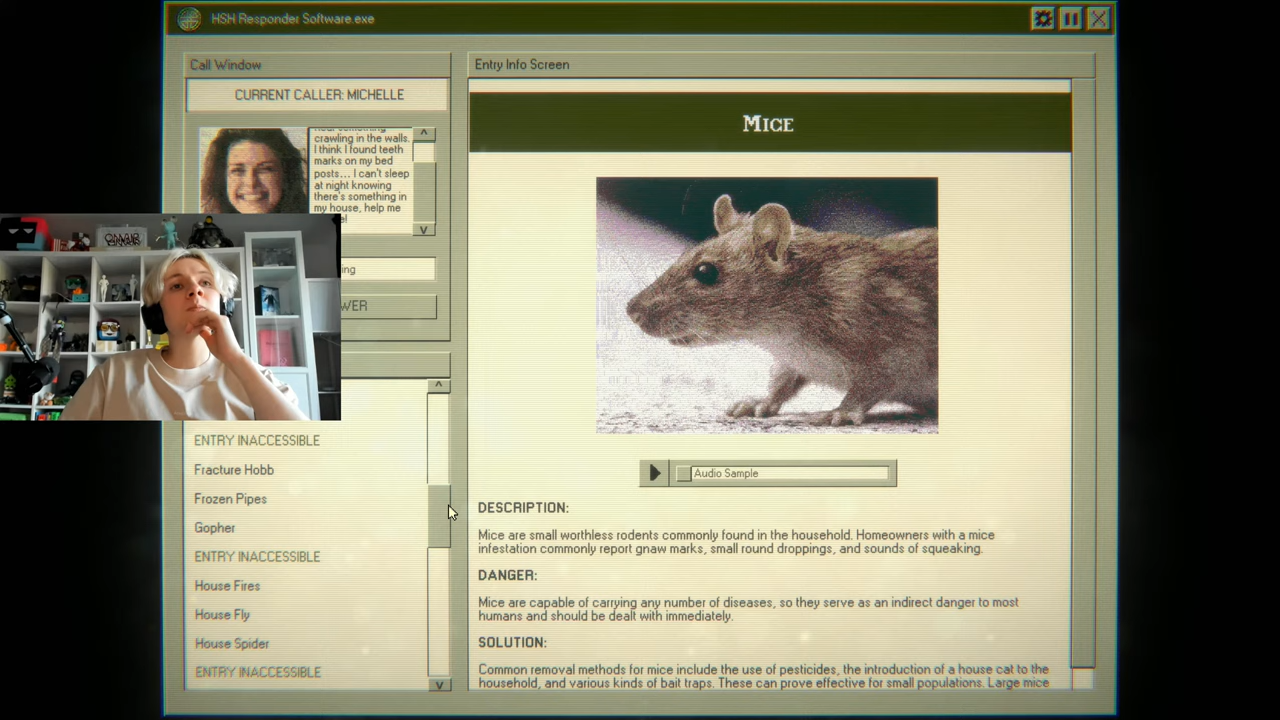 HSH Responder Software.exe
Call Window
CURRENT CALLER: MICHELLE
crawling in the walls.
I think I found teeth
marks on my bed
posts... I can't sleep
at night knowing
there's something in
my house, help me
ENTRY INACCESSIBLE
Fracture Hobb
Frozen Pipes
Gopher
ENTRY INACCESSIBLE
House Fires
House Fly
House Spider
ENTRY INACCESSIBLE
Entry Info Screen
MICE
Audio Sample
DESCRIPTION:
Mice are small worthless rodents commonly found in the household. Homeowners with a mice
infestation commonly report gnaw marks, small round droppings, and sounds of squeaking.
DANGER:
Mice are capable of carrying any number of diseases, so they serve as an indirect danger to most
humans and should be dealt with immediately.
SOLUTION:
Common removal methods for mice include the use of pesticides, the introduction of a house cat to the
household, and various kinds of bait traps. These can prove effective for small populations. Large mice